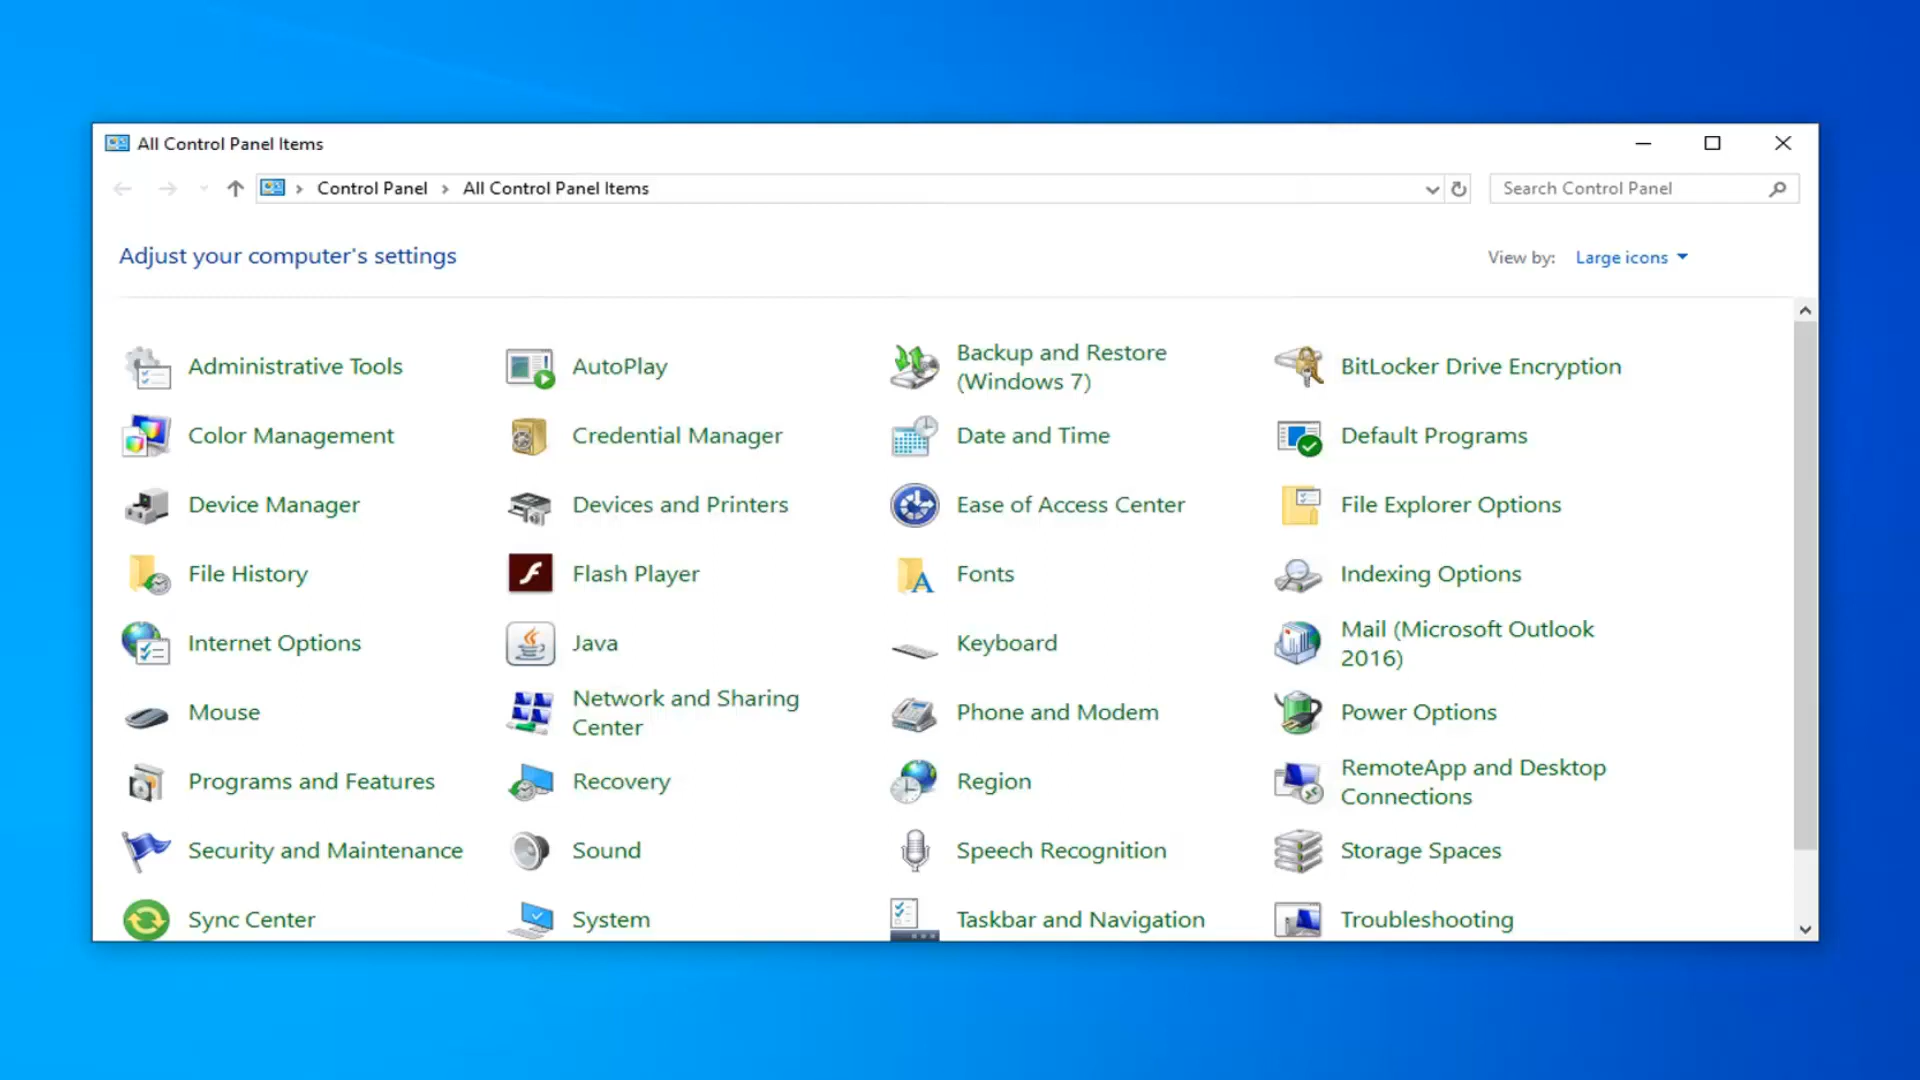 All Control Panel Items
Control Panel > All Control Panel Items
Search Control Panel
Adjust your computer's settings
View by: Large icons
Administrative Tools
AutoPlay
Backup and Restore
(Windows 7)
BitLocker Drive Encryption
Color Management
Credential Manager
Date and Time
Default Programs
Device Manager
Devices and Printers
Ease of Access Center
File Explorer Options
File History
Flash Player
Fonts
Indexing Options
Internet Options
Java
Keyboard
Mail (Microsoft Outlook
2016)
Mouse
Network and Sharing
Center
Phone and Modem
Power Options
Programs and Features
Recovery
Region
RemoteApp and Desktop
Connections
Security and Maintenance
Sound
Speech Recognition
Storage Spaces
Sync Center
System
Taskbar and Navigation
Troubleshooting